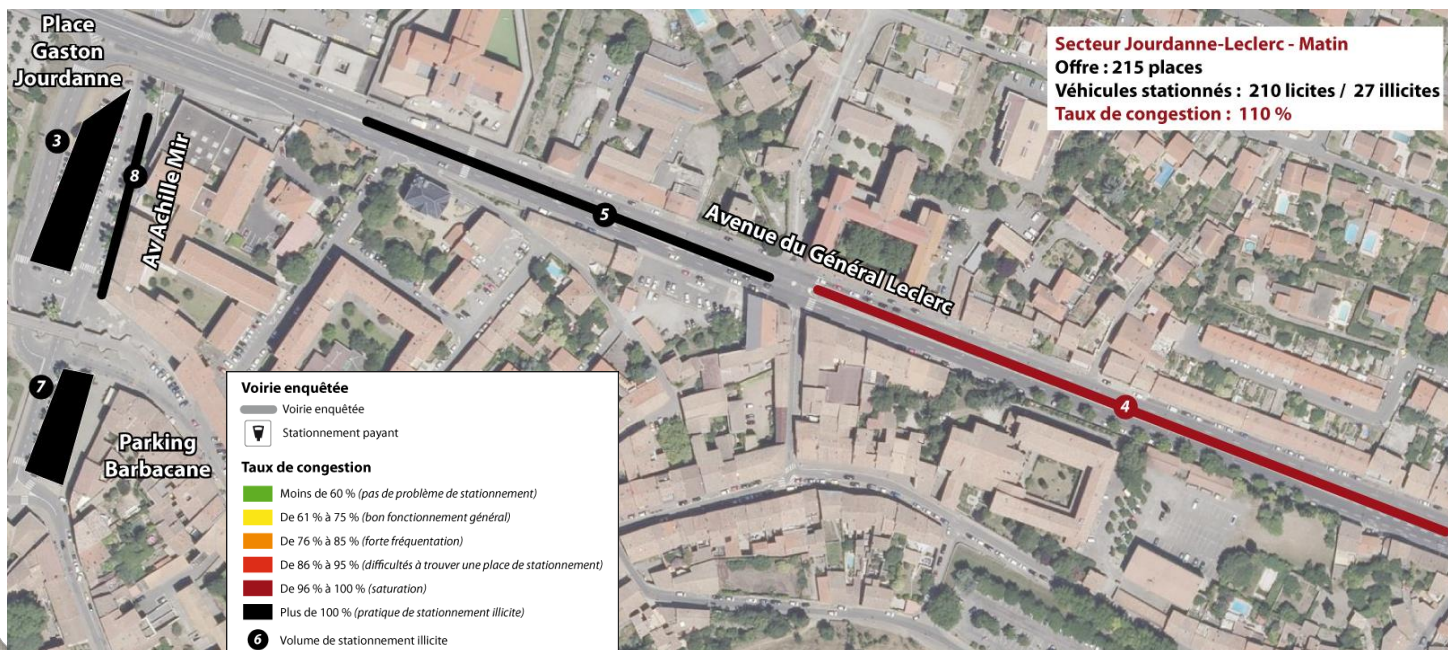 Place
Gaston
Jourdanne
Secteur Jourdanne-Leclerc - Matin
Offre : 215 places
Véhicules stationnés : 210 licites / 27 illicites
Taux de congestion : 110 %
3
8
Av Achille Mir
5
Avenue du Général Leclerc
4
7
Parking
Barbacane
Voirie enquêtée
Voirie enquêtée
Stationnement payant
Taux de congestion
Moins de 60 % (pas de problème de stationnement)
De 61 % à 75 % (bon fonctionnement général)
De 76 % à 85 % (forte fréquentation)
De 86 % à 95 % (difficultés à trouver une place de stationnement)
De 96 % à 100 % (saturation)
Plus de 100 % (pratique de stationnement illicite)
6 Volume de stationnement illicite